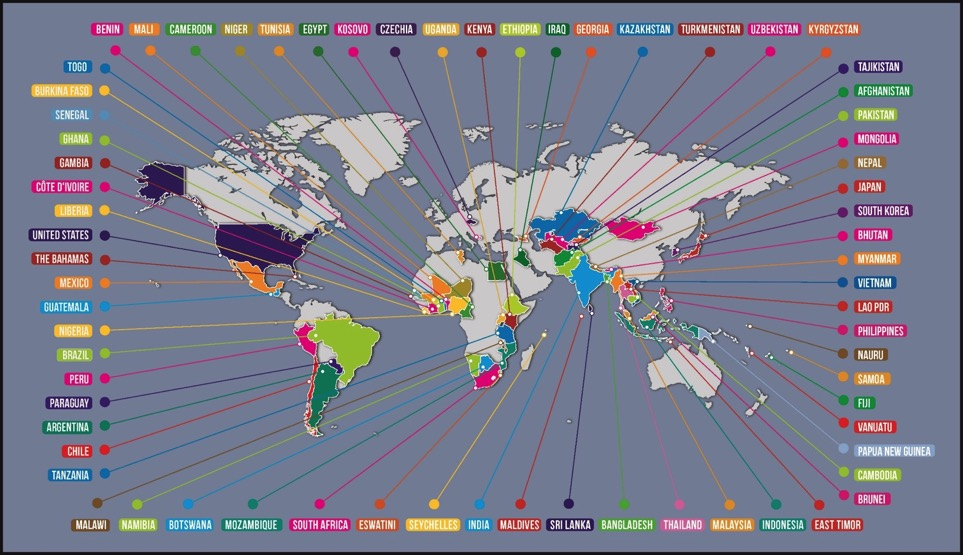 BENIN
MALI
CAMEROON
NIGER
TUNISIA
EGYPT
KOSOVO
CZECHIA
UGANDA
KENYA
ETHIOPIA
IRAQ
GEORGIA
KAZAKHSTAN
TURKMENISTAN
UZBEKISTAN
KYRGYZSTAN
TOGO
BURKINA FASO
SENEGAL
GHANA
GAMBIA
CÔTE D'IVOIRE
LIBERIA
UNITED STATES
THE BAHAMAS
MEXICO
GUATEMALA
NIGERIA
BRAZIL
PERU
PARAGUAY
ARGENTINA
CHILE
TANZANIA
TAJIKISTAN
AFGHANISTAN
PAKISTAN
MONGOLIA
NEPAL
JAPAN
SOUTH KOREA
BHUTAN
MYANMAR
VIETNAM
LAO PDR
PHILIPPINES
NAURU
SAMOA
FIJI
VANUATU
PAPUA NEW GUINEA
CAMBODIA
BRUNEI
MALAWI
NAMIBIA
BOTSWANA
MOZAMBIQUE
SOUTH AFRICA
ESWATINI
SEYCHELLES
INDIA
MALDIVES
SRI LANKA
BANGLADESH
THAILAND
MALAYSIA
INDONESIA
EAST TIMOR